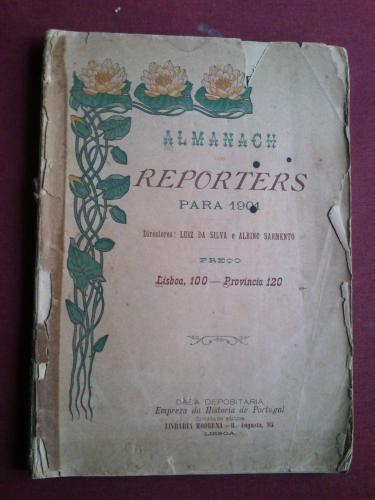 ALMANACH
DOS
REPORTERS
PARA 1901
Directores: LUIZ DA SILVA e ALBINO SARMENTO
PREÇO
Lisboa, 100 — Provincia 120
CASA DEPOSITARIA
Empreza da Historia de Portugal
LIVRARIA MODERNA — R. Augusta, 95
LISBOA